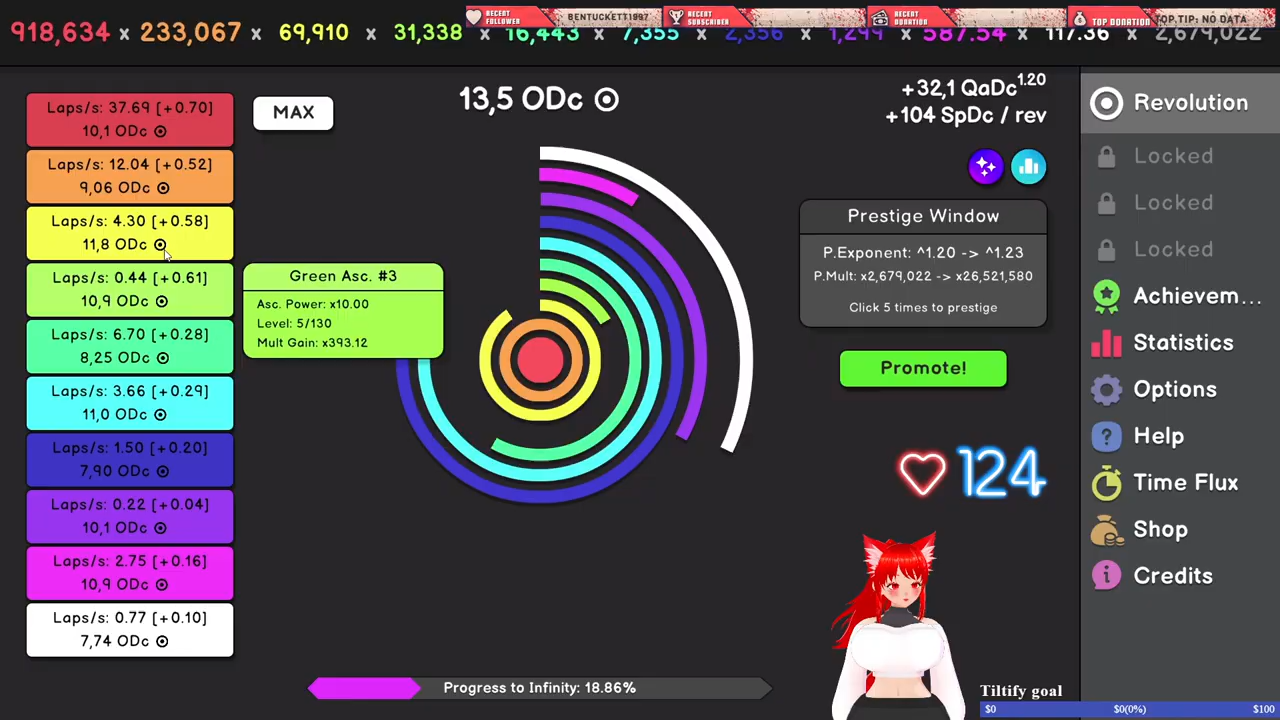 RECENT FOLLOWER
BENTUCKETT1997
RECENT SUBSCRIBER
RECENT DONATION
TOP DONATION
TOP TIP: NO DATA
918,634 x 233,067 x 69,910 x 31,338 x 16,443 x 7,355 x 2,356 x 1,299 x 587.54 x 117.36 x 2,679,022
Laps/s: 37.69 [+0.70]
10,1 ODc
Laps/s: 12.04 [+0.52]
9,06 ODc
Laps/s: 4.30 [+0.58]
11,8 ODc
Laps/s: 0.44 [+0.61]
10,9 ODc
Laps/s: 6.70 [+0.28]
8,25 ODc
Laps/s: 3.66 [+0.29]
11,0 ODc
Laps/s: 1.50 [+0.20]
7,90 ODc
Laps/s: 0.22 [+0.04]
10,1 ODc
Laps/s: 2.75 [+0.16]
10,9 ODc
Laps/s: 0.77 [+0.10]
7,74 ODc
MAX
Green Asc. #3
Asc. Power: x10.00
Level: 5/130
Mult Gain: x393.12
13,5 ODc
+32,1 QaDc^1.20
+104 SpDc / rev
Prestige Window
P.Exponent: ^1.20 -> ^1.23
P.Mult: x2,679,022 -> x26,521,580
Click 5 times to prestige
Promote!
124
Progress to Infinity: 18.86%
Revolution
Locked
Locked
Locked
Achievem...
Statistics
Options
Help
Time Flux
Shop
Credits
Tiltify goal
$0 $0(0%) $100